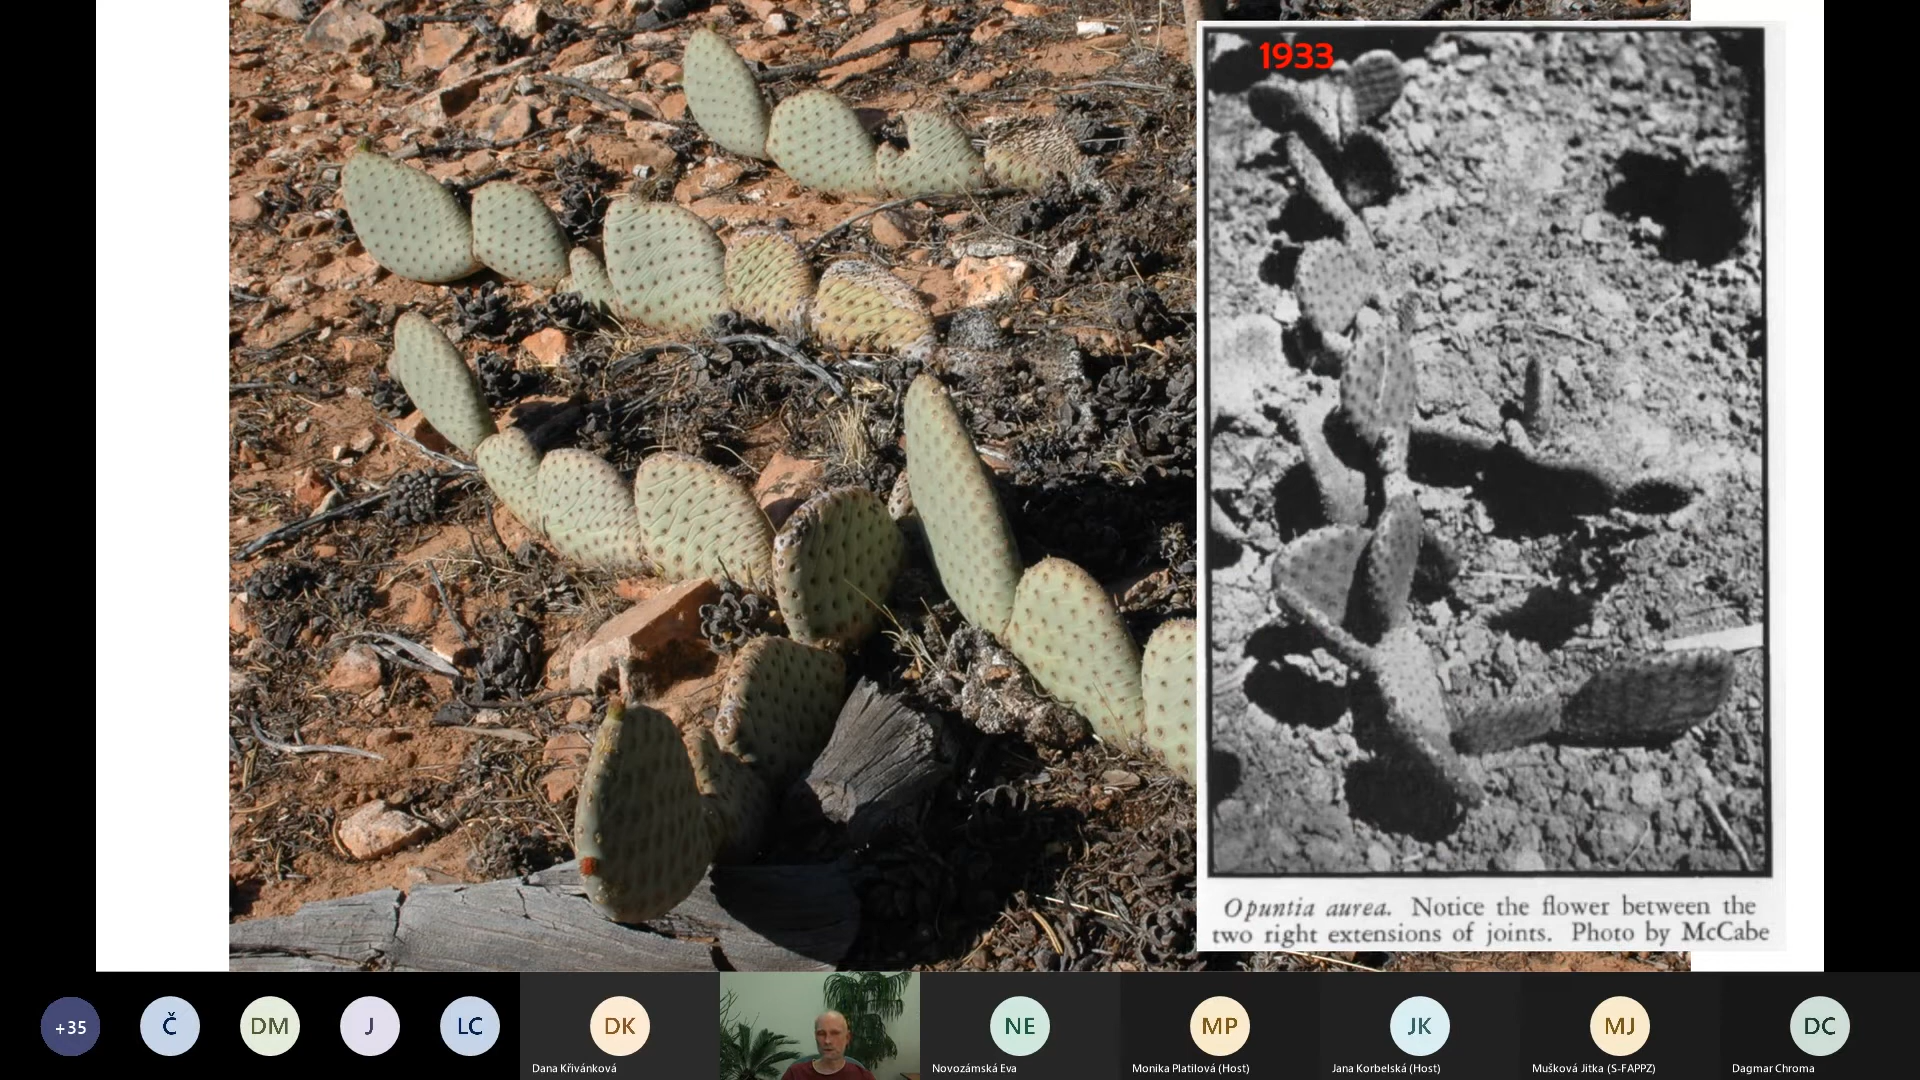 1933
Opuntia aurea. Notice the flower between the
two right extensions of joints. Photo by McCabe
+35
Č
DM
J
LC
DK
NE
MP
JK
MJ
DC
Dana Křivánková
Novozámská Eva
Monika Platilová (Host)
Jana Korbelská (Host)
Mušková Jitka (S-FAPPZ)
Dagmar Chroma